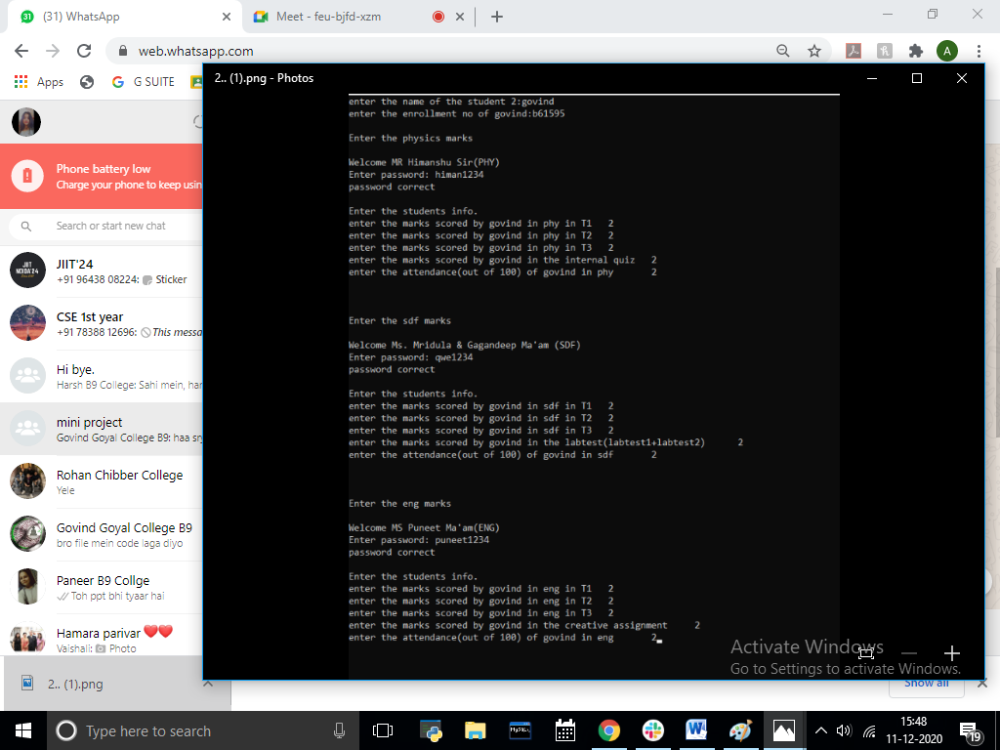 (31) WhatsApp
Meet - feu-bjfd-xzm
web.whatsapp.com
A
Apps
G SUITE
2.. (1).png - Photos
Phone battery low
Charge your phone to keep usin
Search or start new chat
JIIT'24
+91 96438 08224: Sticker
CSE 1st year
+91 78388 12696: This messa
Hi bye.
Harsh B9 College: Sahi mein, har
mini project
Govind Goyal College B9: haa sry
Rohan Chibber College
Yele
Govind Goyal College B9
bro file mein code laga diyo
Paneer B9 Collge
Toh ppt bhi tyaar hai
Hamara parivar ❤️❤️
Vaishali: Photo
enter the name of the student 2:govind
enter the enrollment no of govind:b61595
Enter the physics marks
Welcome MR Himanshu Sir(PHY)
Enter password: himan1234
password correct
Enter the students info.
enter the marks scored by govind in phy in T1 2
enter the marks scored by govind in phy in T2 2
enter the marks scored by govind in phy in T3 2
enter the marks scored by govind in the internal quiz 2
enter the attendance(out of 100) of govind in phy 2
Enter the sdf marks
Welcome Ms. Mridula & Gagandeep Ma'am (SDF)
Enter password: qwe1234
password correct
Enter the students info.
enter the marks scored by govind in sdf in T1 2
enter the marks scored by govind in sdf in T2 2
enter the marks scored by govind in sdf in T3 2
enter the marks scored by govind in the labtest(labtest1+labtest2) 2
enter the attendance(out of 100) of govind in sdf 2
Enter the eng marks
Welcome MS Puneet Ma'am(ENG)
Enter password: puneet1234
password correct
Enter the students info.
enter the marks scored by govind in eng in T1 2
enter the marks scored by govind in eng in T2 2
enter the marks scored by govind in eng in T3 2
enter the marks scored by govind in the creative assignment 2
enter the attendance(out of 100) of govind in eng 2
Activate Windows
Go to Settings to activate Windows.
2.. (1).png
Show all
Type here to search
MySQL
15:48
11-12-2020
19